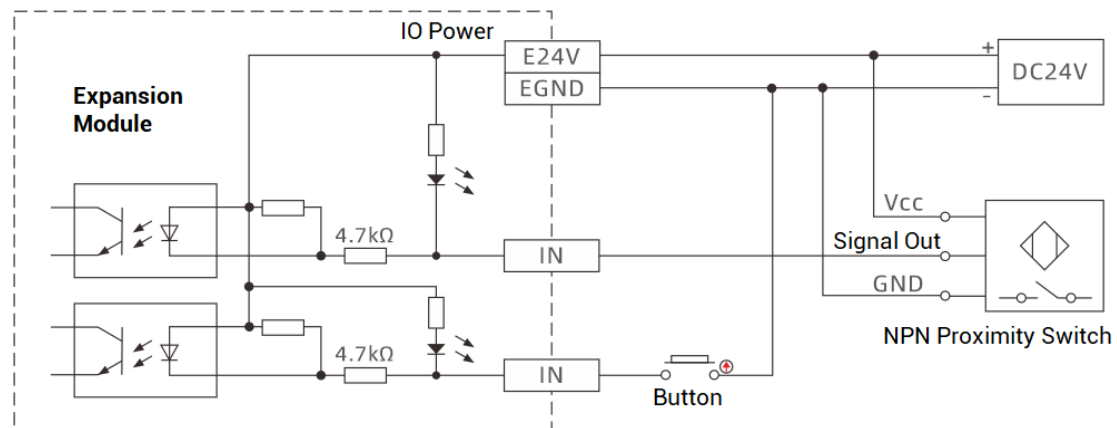 IO Power
E24V
+
DC24V
EGND
-
Expansion
Module
Vcc
4.7kΩ
Signal Out
IN
GND
NPN Proximity Switch
4.7kΩ
IN
Button